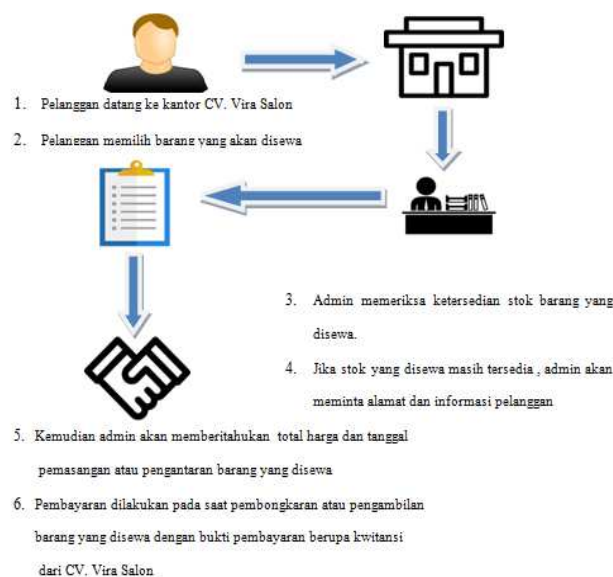 1. Pelanggan datang ke kantor CV. Vira Salon
2. Pelanggan memilih barang yang akan disewa
3. Admin memeriksa ketersedian stok barang yang
disewa.
4. Jika stok yang disewa masih tersedia , admin akan
meminta alamat dan informasi pelanggan
5. Kemudian admin akan memberitahukan total harga dan tanggal
pemasangan atau pengantaran barang yang disewa
6. Pembayaran dilakukan pada saat pembongkaran atau pengambilan
barang yang disewa dengan bukti pembayaran berupa kwitansi
dari CV. Vira Salon